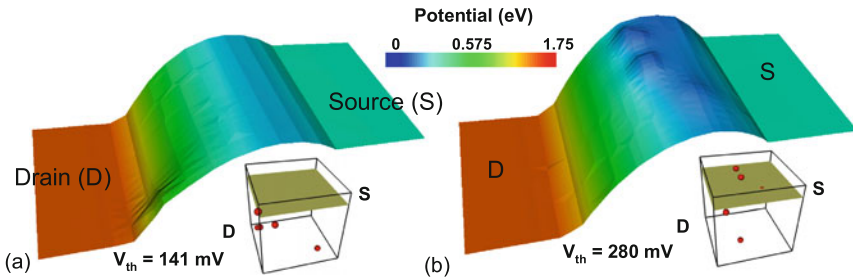 Potential (eV)
0 0.575 1.75
Source (S)
Drain (D)
S
D
(a)
V_th = 141 mV
S
D
S
D
(b)
V_th = 280 mV